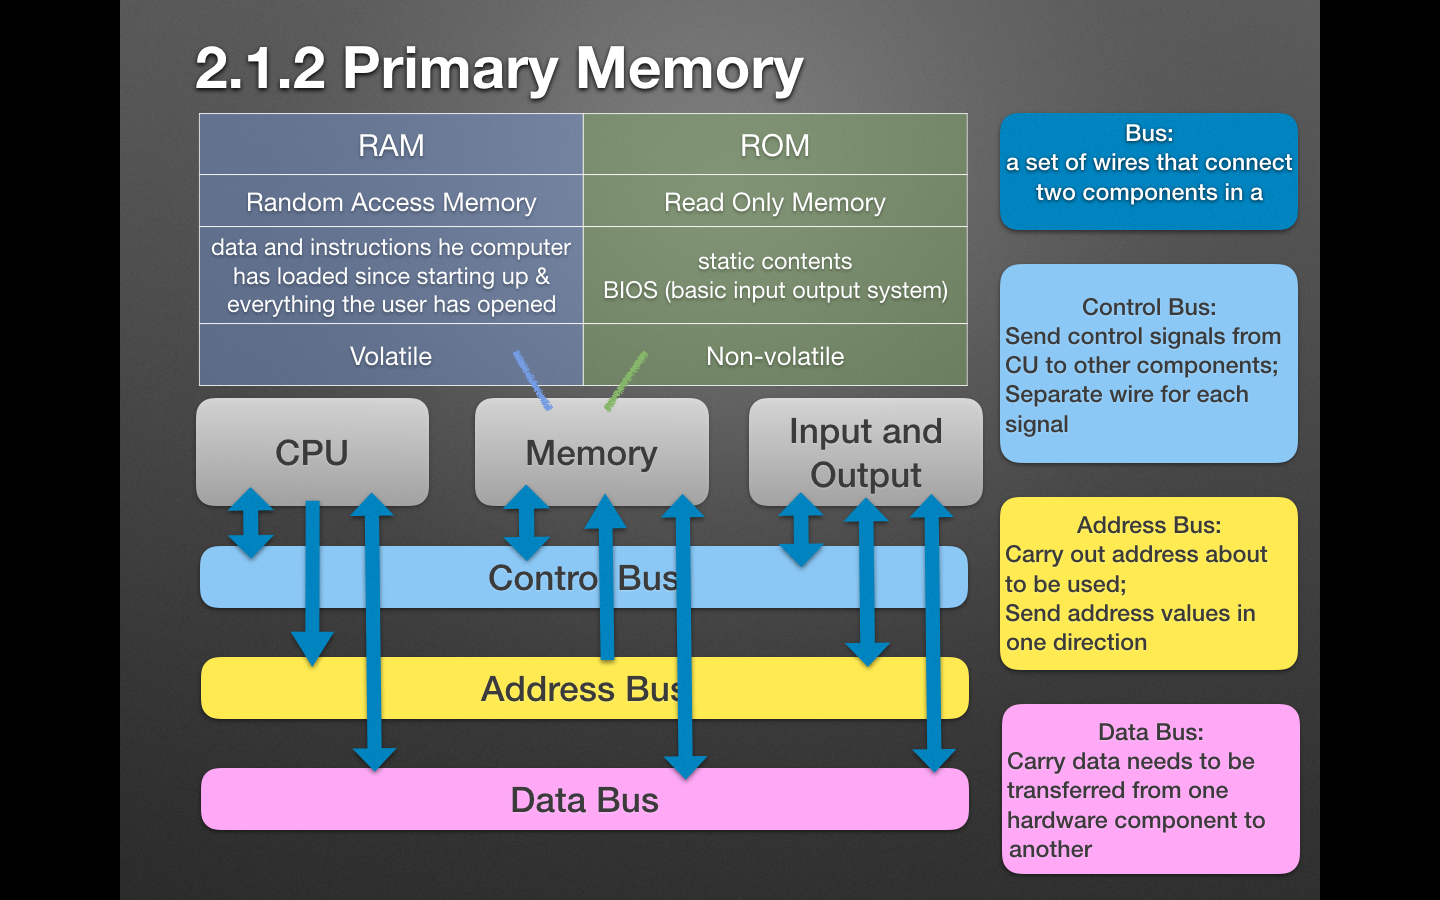 2.1.2 Primary Memory
RAM
ROM
Random Access Memory
Read Only Memory
data and instructions he computer
has loaded since starting up &
everything the user has opened
static contents
BIOS (basic input output system)
Volatile
Non-volatile
CPU
Memory
Input and
Output
Control Bus
Address Bus
Data Bus
Bus:
a set of wires that connect
two components in a
Control Bus:
Send control signals from
CU to other components;
Separate wire for each
signal
Address Bus:
Carry out address about
to be used;
Send address values in
one direction
Data Bus:
Carry data needs to be
transferred from one
hardware component to
another